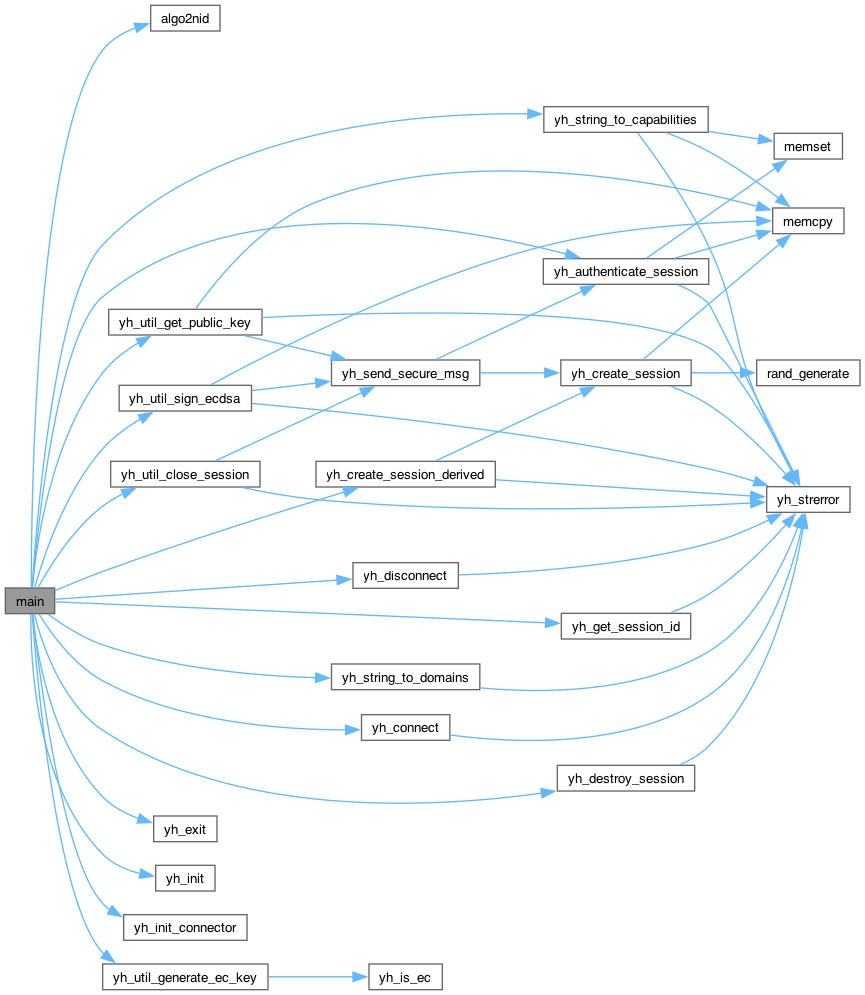 algo2nid
yh_string_to_capabilities
memset
memcpy
yh_authenticate_session
yh_util_get_public_key
yh_send_secure_msg
yh_create_session
rand_generate
yh_util_sign_ecdsa
yh_util_close_session
yh_create_session_derived
yh_strerror
yh_disconnect
main
yh_get_session_id
yh_string_to_domains
yh_connect
yh_destroy_session
yh_exit
yh_init
yh_init_connector
yh_util_generate_ec_key
yh_is_ec